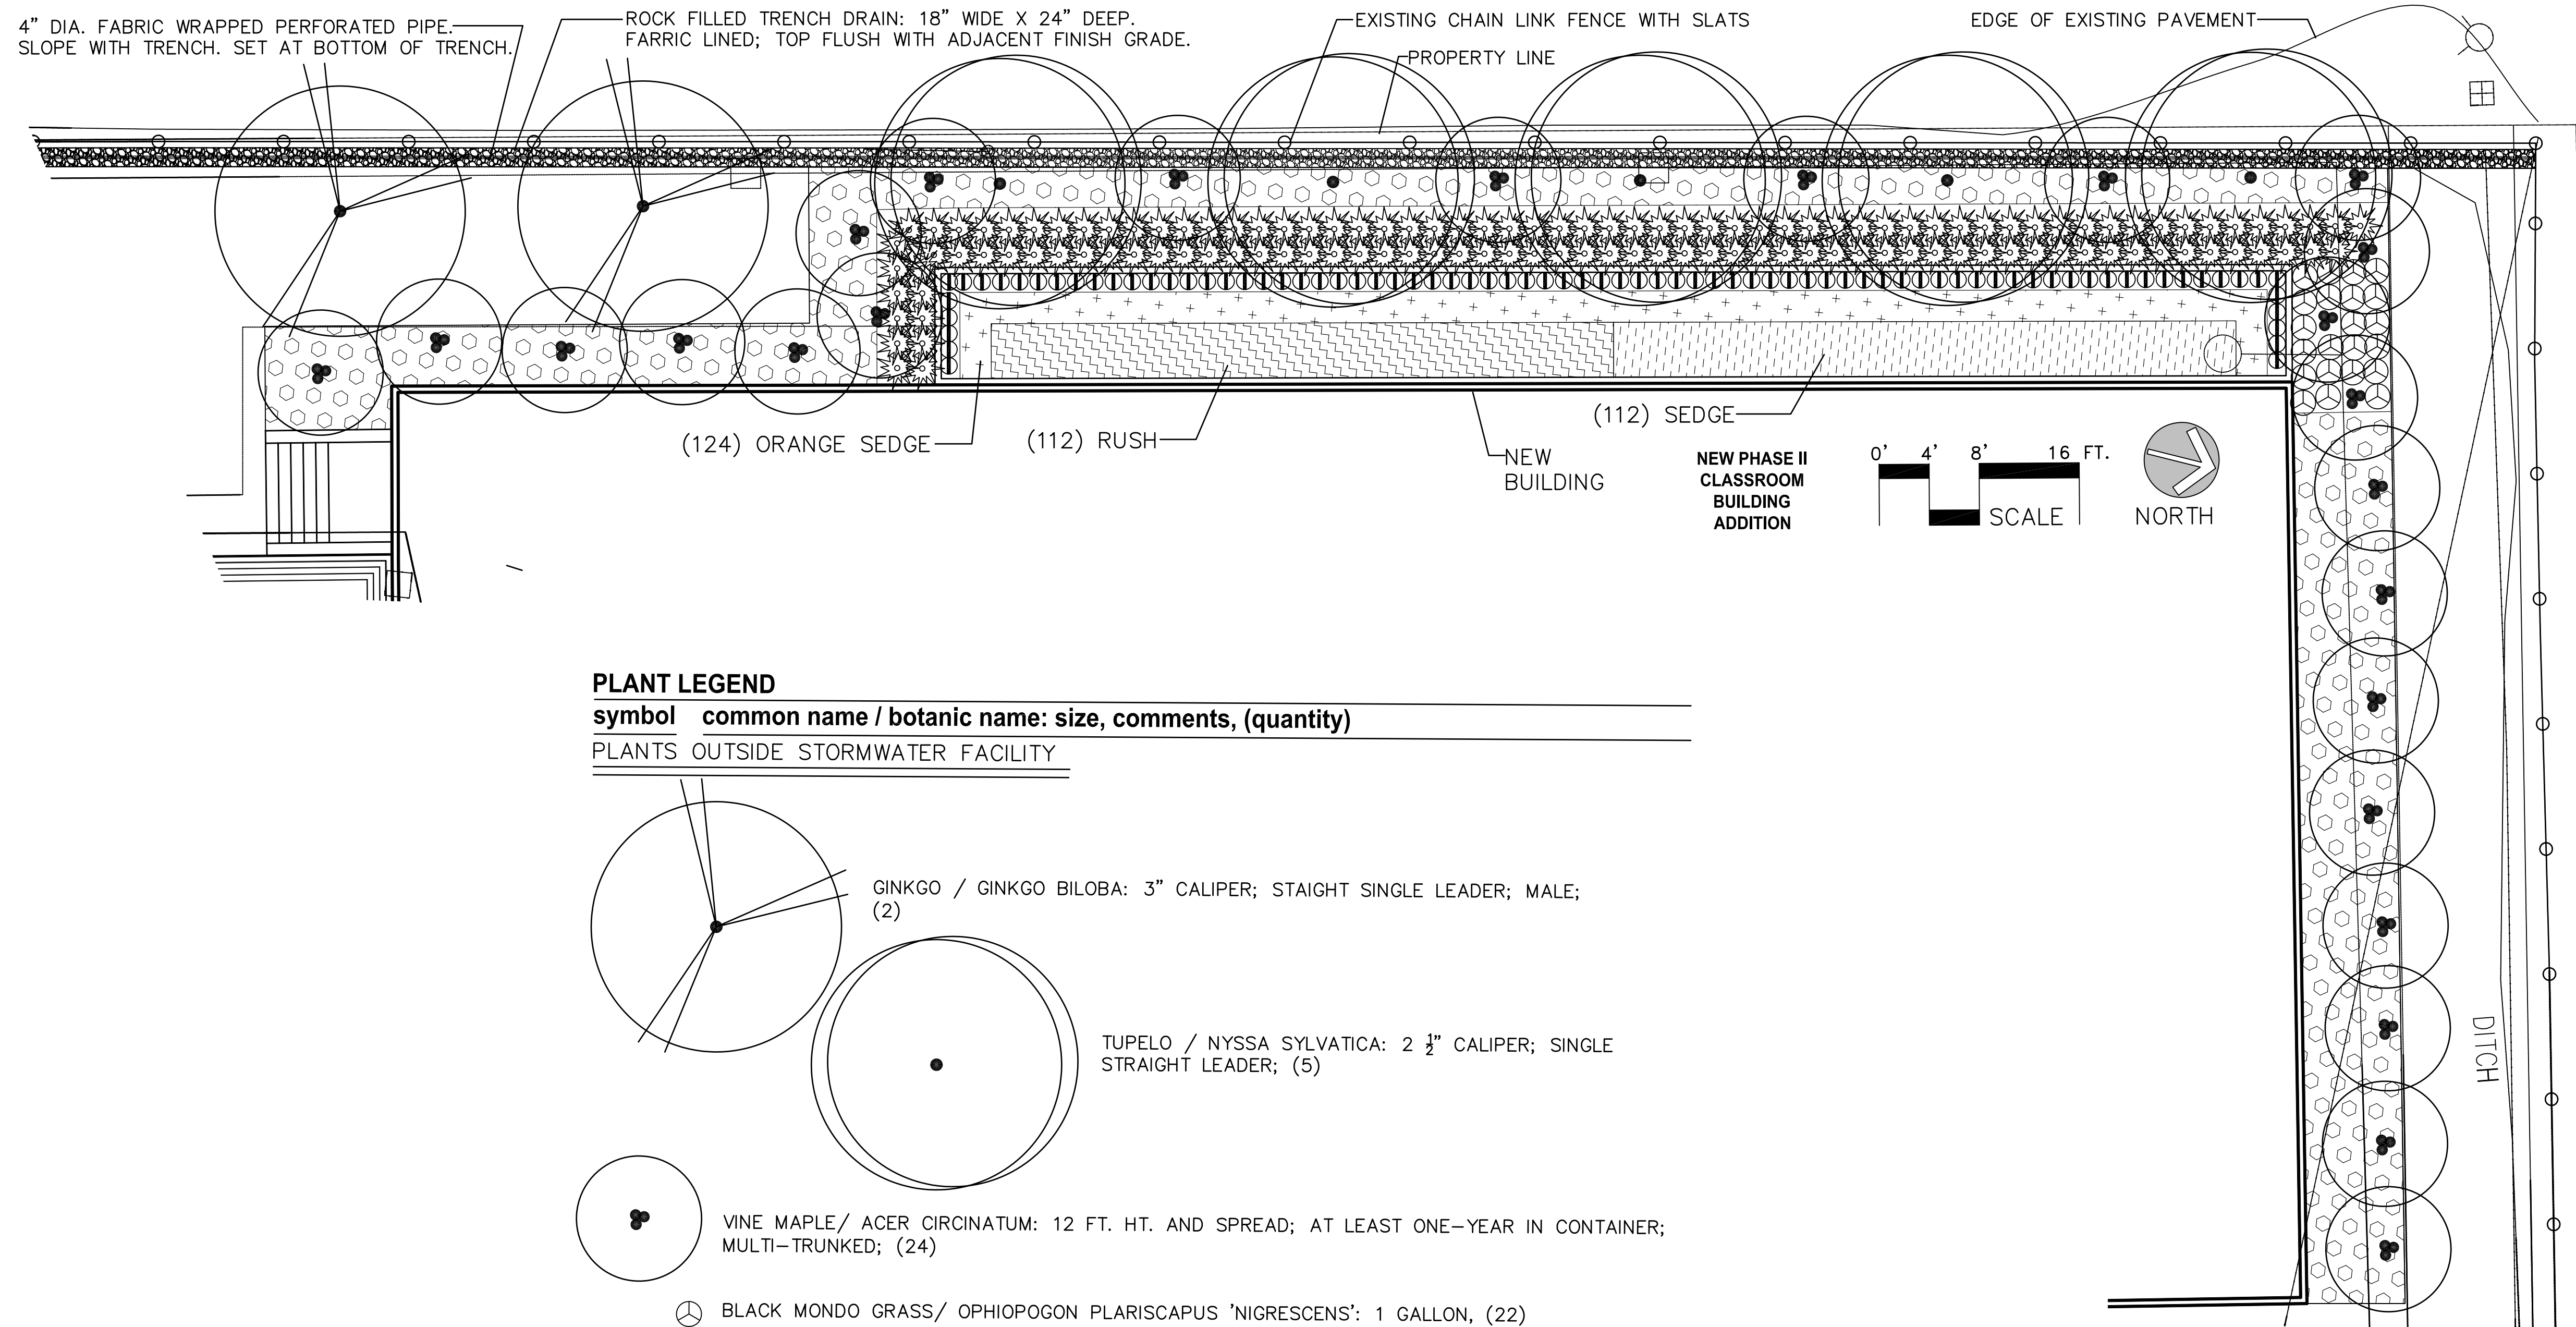 4” DIA. FABRIC WRAPPED PERFORATED PIPE.
SLOPE WITH TRENCH. SET AT BOTTOM OF TRENCH.
ROCK FILLED TRENCH DRAIN: 18” WIDE X 24” DEEP.
FARRIC LINED; TOP FLUSH WITH ADJACENT FINISH GRADE.
EXISTING CHAIN LINK FENCE WITH SLATS
PROPERTY LINE
EDGE OF EXISTING PAVEMENT
(124) ORANGE SEDGE
(112) RUSH
(112) SEDGE
NEW
BUILDING
NEW PHASE II
CLASSROOM
BUILDING
ADDITION
0’ 4’ 8’ 16 FT.
SCALE
NORTH
PLANT LEGEND
symbol common name / botanic name: size, comments, (quantity)
PLANTS OUTSIDE STORMWATER FACILITY
GINKGO / GINKGO BILOBA: 3” CALIPER; STAIGHT SINGLE LEADER; MALE;
(2)
TUPELO / NYSSA SYLVATICA: 2 ½” CALIPER; SINGLE
STRAIGHT LEADER; (5)
VINE MAPLE/ ACER CIRCINATUM: 12 FT. HT. AND SPREAD; AT LEAST ONE–YEAR IN CONTAINER;
MULTI–TRUNKED; (24)
BLACK MONDO GRASS/ OPHIOPOGON PLARISCAPUS 'NIGRESCENS': 1 GALLON, (22)
DITCH